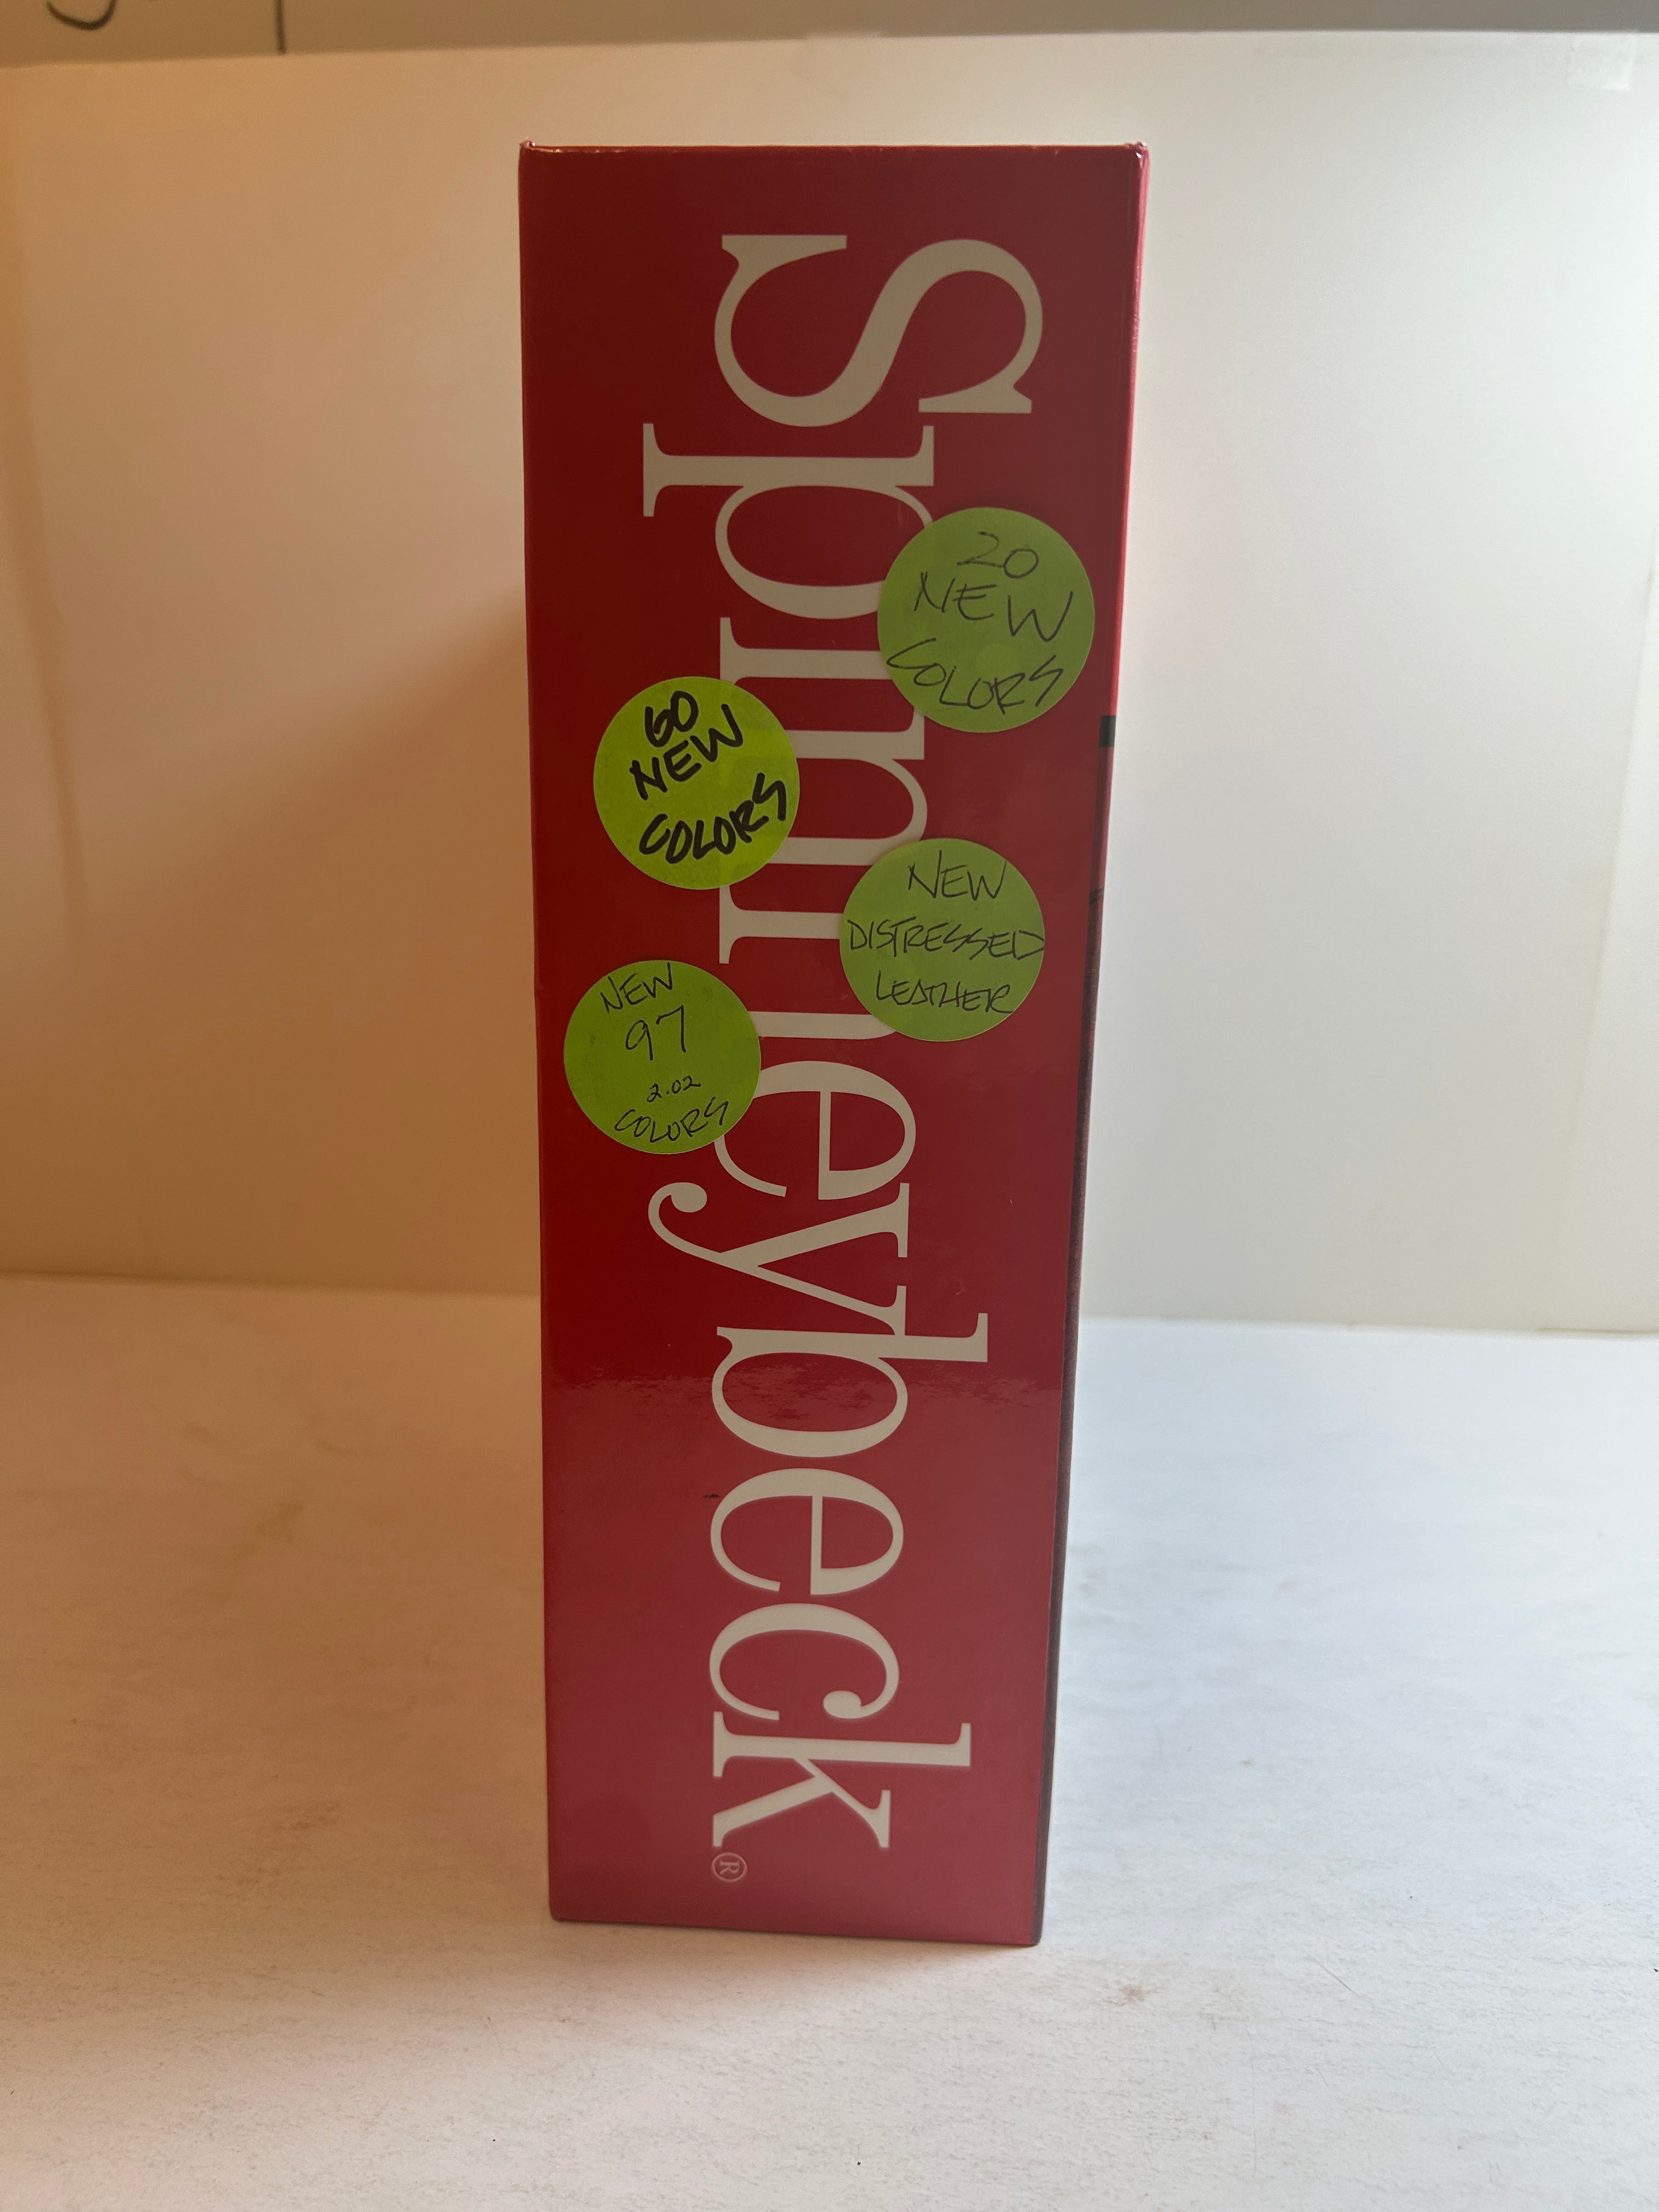 Spinneybeck®
20
NEW
COLORS
60
NEW
COLORS
NEW
DISTRESSED
LEATHER
NEW
97
2.02
COLORS